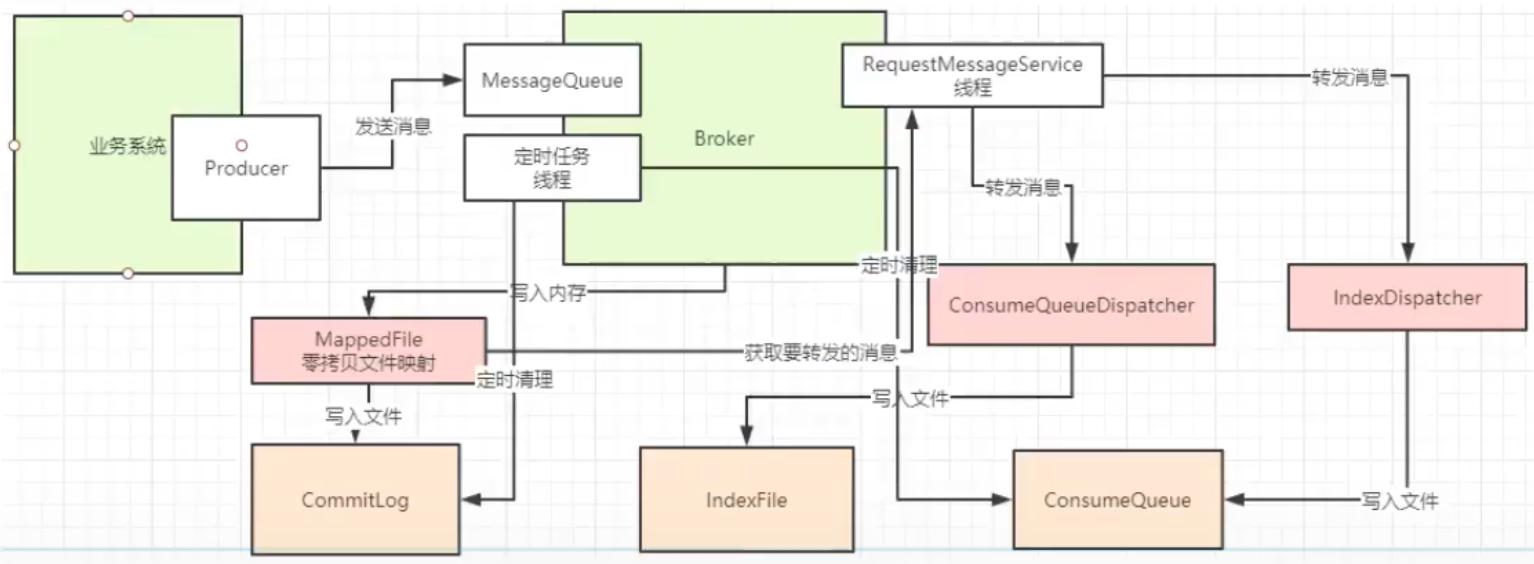 业务系统
Producer
发送消息
MessageQueue
定时任务
线程
Broker
RequestMessageService
线程
转发消息
转发消息
定时清理
写入内存
ConsumeQueueDispatcher
IndexDispatcher
MappedFile
零拷贝文件映射
获取要转发的消息
定时清理
写入文件
写入文件
CommitLog
IndexFile
ConsumeQueue
写入文件